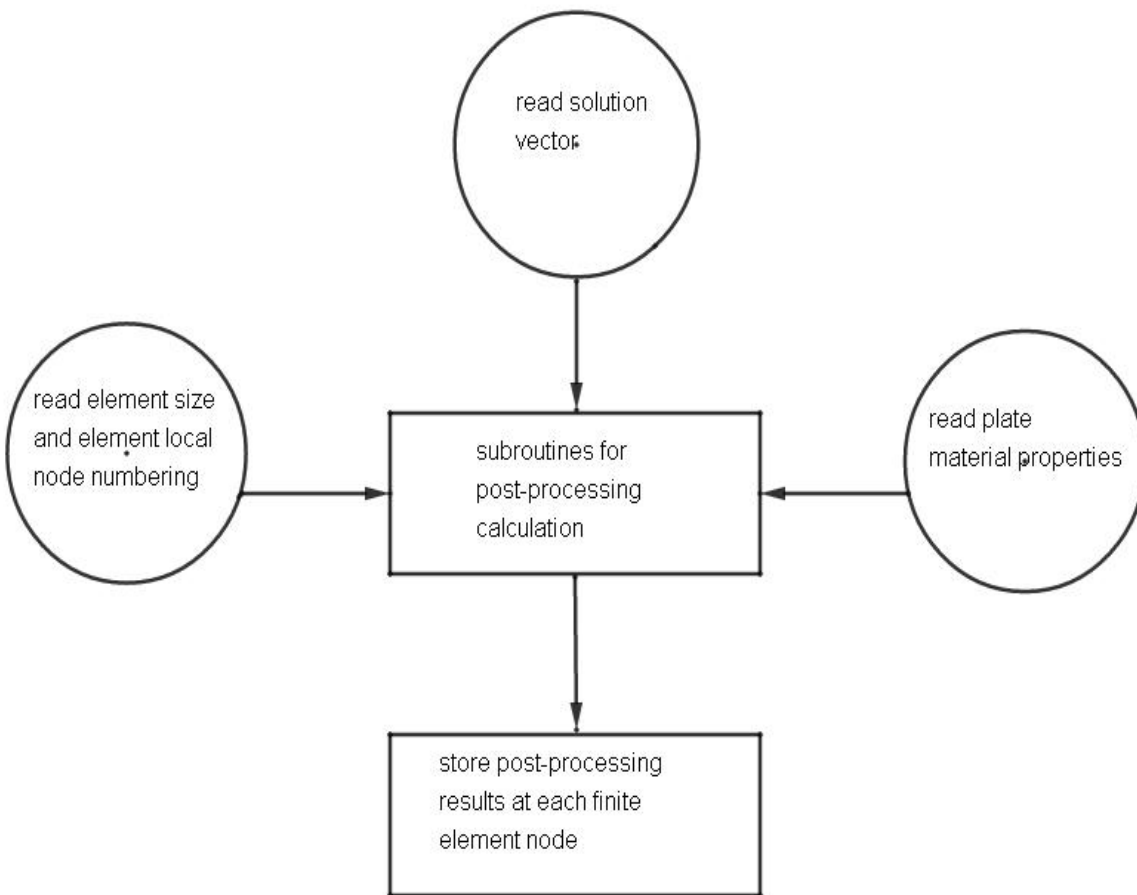 read solution
vector
read element size
and element local
node numbering
subroutines for
post-processing
calculation
read plate
material properties
store post-processing
results at each finite
element node